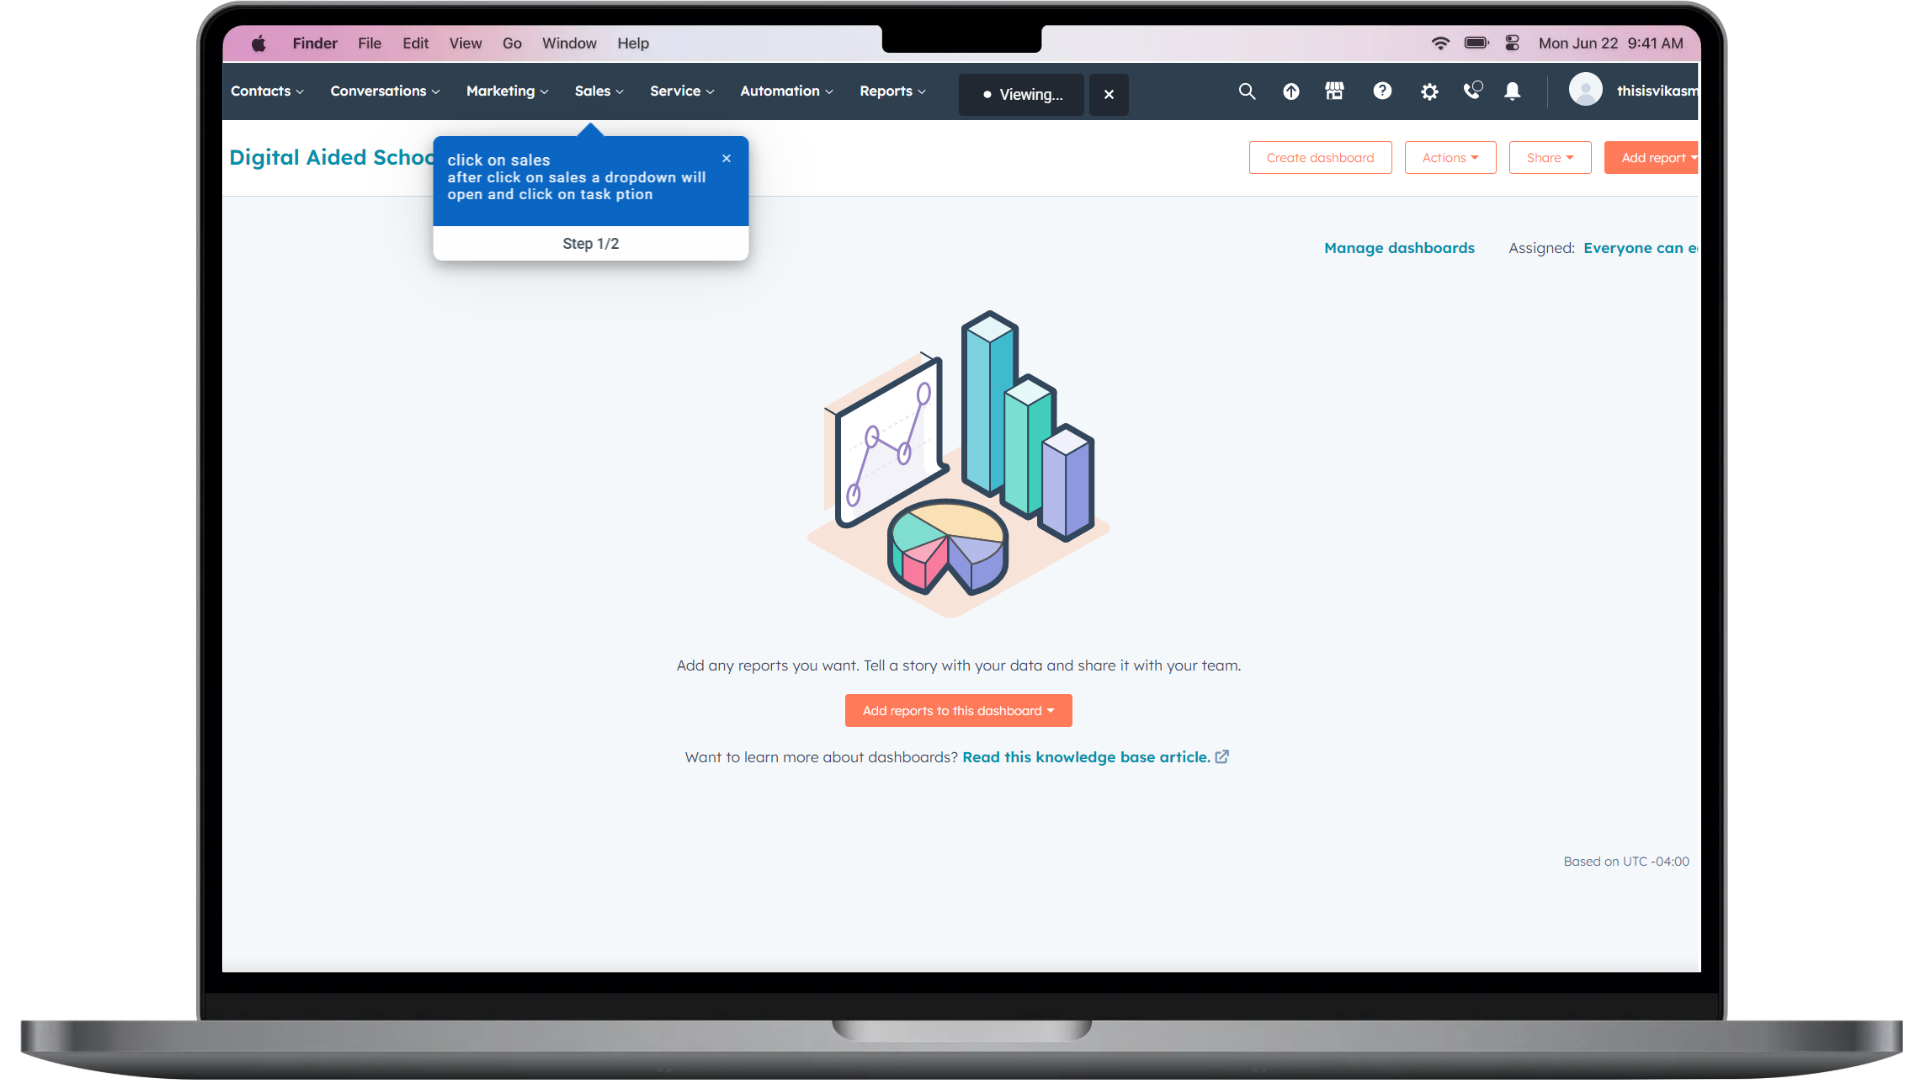 Finder File Edit View Go Window Help Mon Jun 22 9:41 AM
Contacts Conversations Marketing Sales Service Automation Reports Viewing... thisisvikasm
Digital Aided Schoo
click on sales
after click on sales a dropdown will
open and click on task ption
Step 1/2
Create dashboard Actions Share Add report
Manage dashboards Assigned: Everyone can e
Add any reports you want. Tell a story with your data and share it with your team.
Add reports to this dashboard
Want to learn more about dashboards? Read this knowledge base article.
Based on UTC -04:00